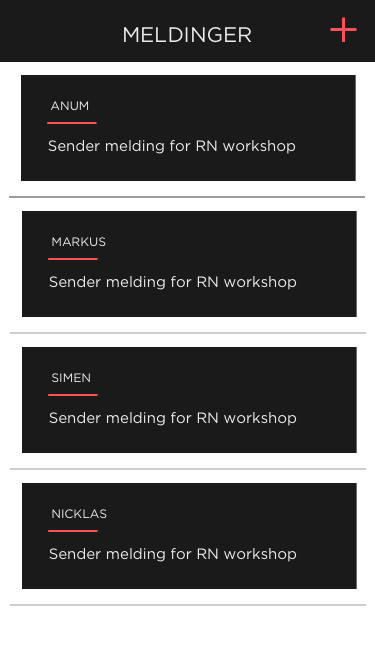 MELDINGER
ANUM
Sender melding for RN workshop
MARKUS
Sender melding for RN workshop
SIMEN
Sender melding for RN workshop
NICKLAS
Sender melding for RN workshop